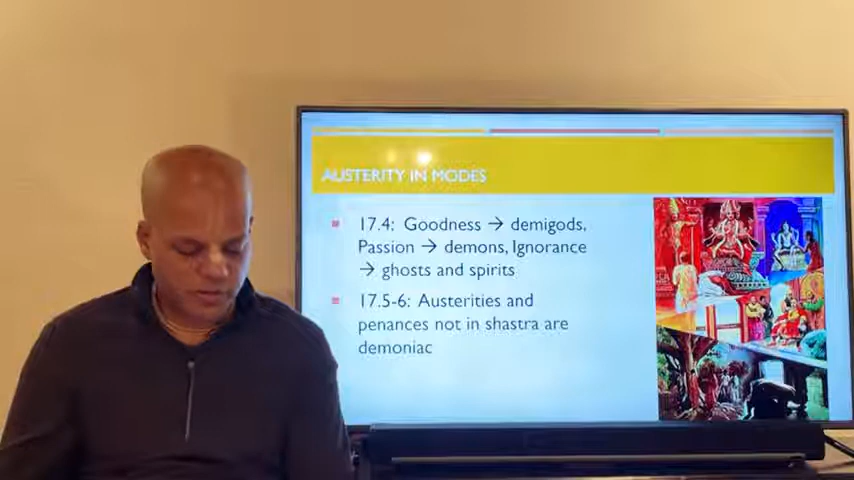 AUSTERITY IN MODES
17.4: Goodness → demigods,
Passion → demons, Ignorance
→ ghosts and spirits
17.5-6: Austerities and
penances not in shastra are
demoniac